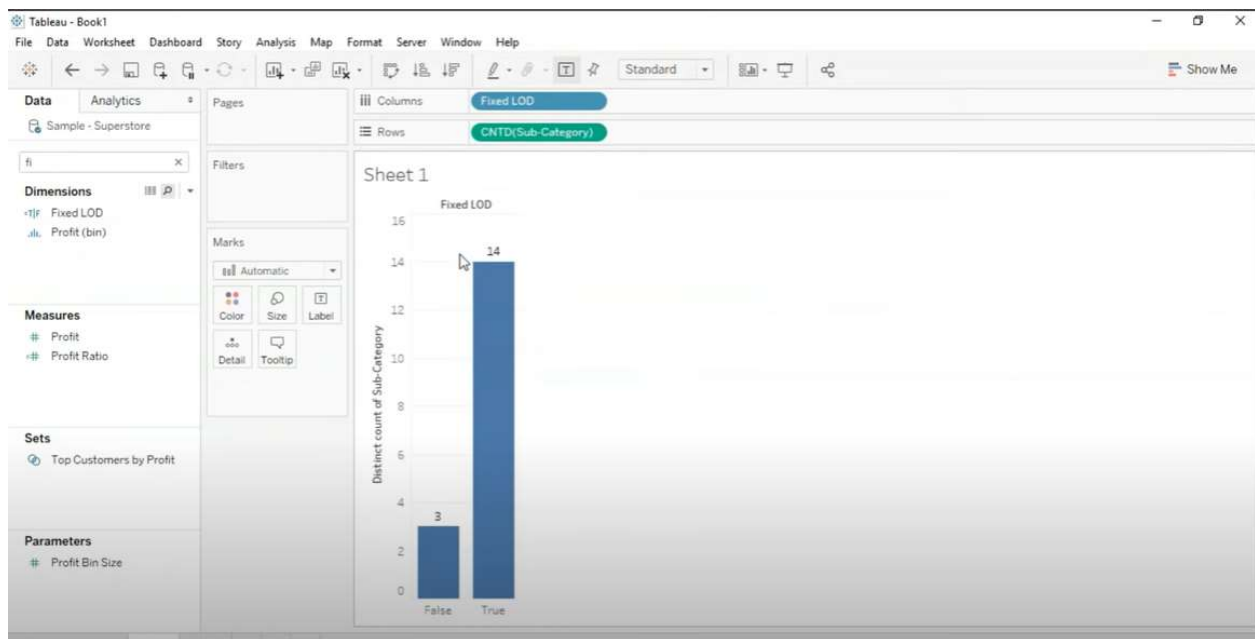 Tableau - Book1
File Data Worksheet Dashboard Story Analysis Map Format Server Window Help
Standard
Show Me
Data Analytics
Sample - Superstore
fi
Dimensions
Fixed LOD
Profit (bin)
Measures
Profit
Profit Ratio
Sets
Top Customers by Profit
Parameters
Profit Bin Size
Pages
Filters
Marks
Automatic
Color Size Label
Detail Tooltip
Columns Fixed LOD
Rows CNTD(Sub-Category)
Sheet 1
Fixed LOD
Distinct count of Sub-Category
16
14
12
10
8
6
4
2
0
3
14
False True